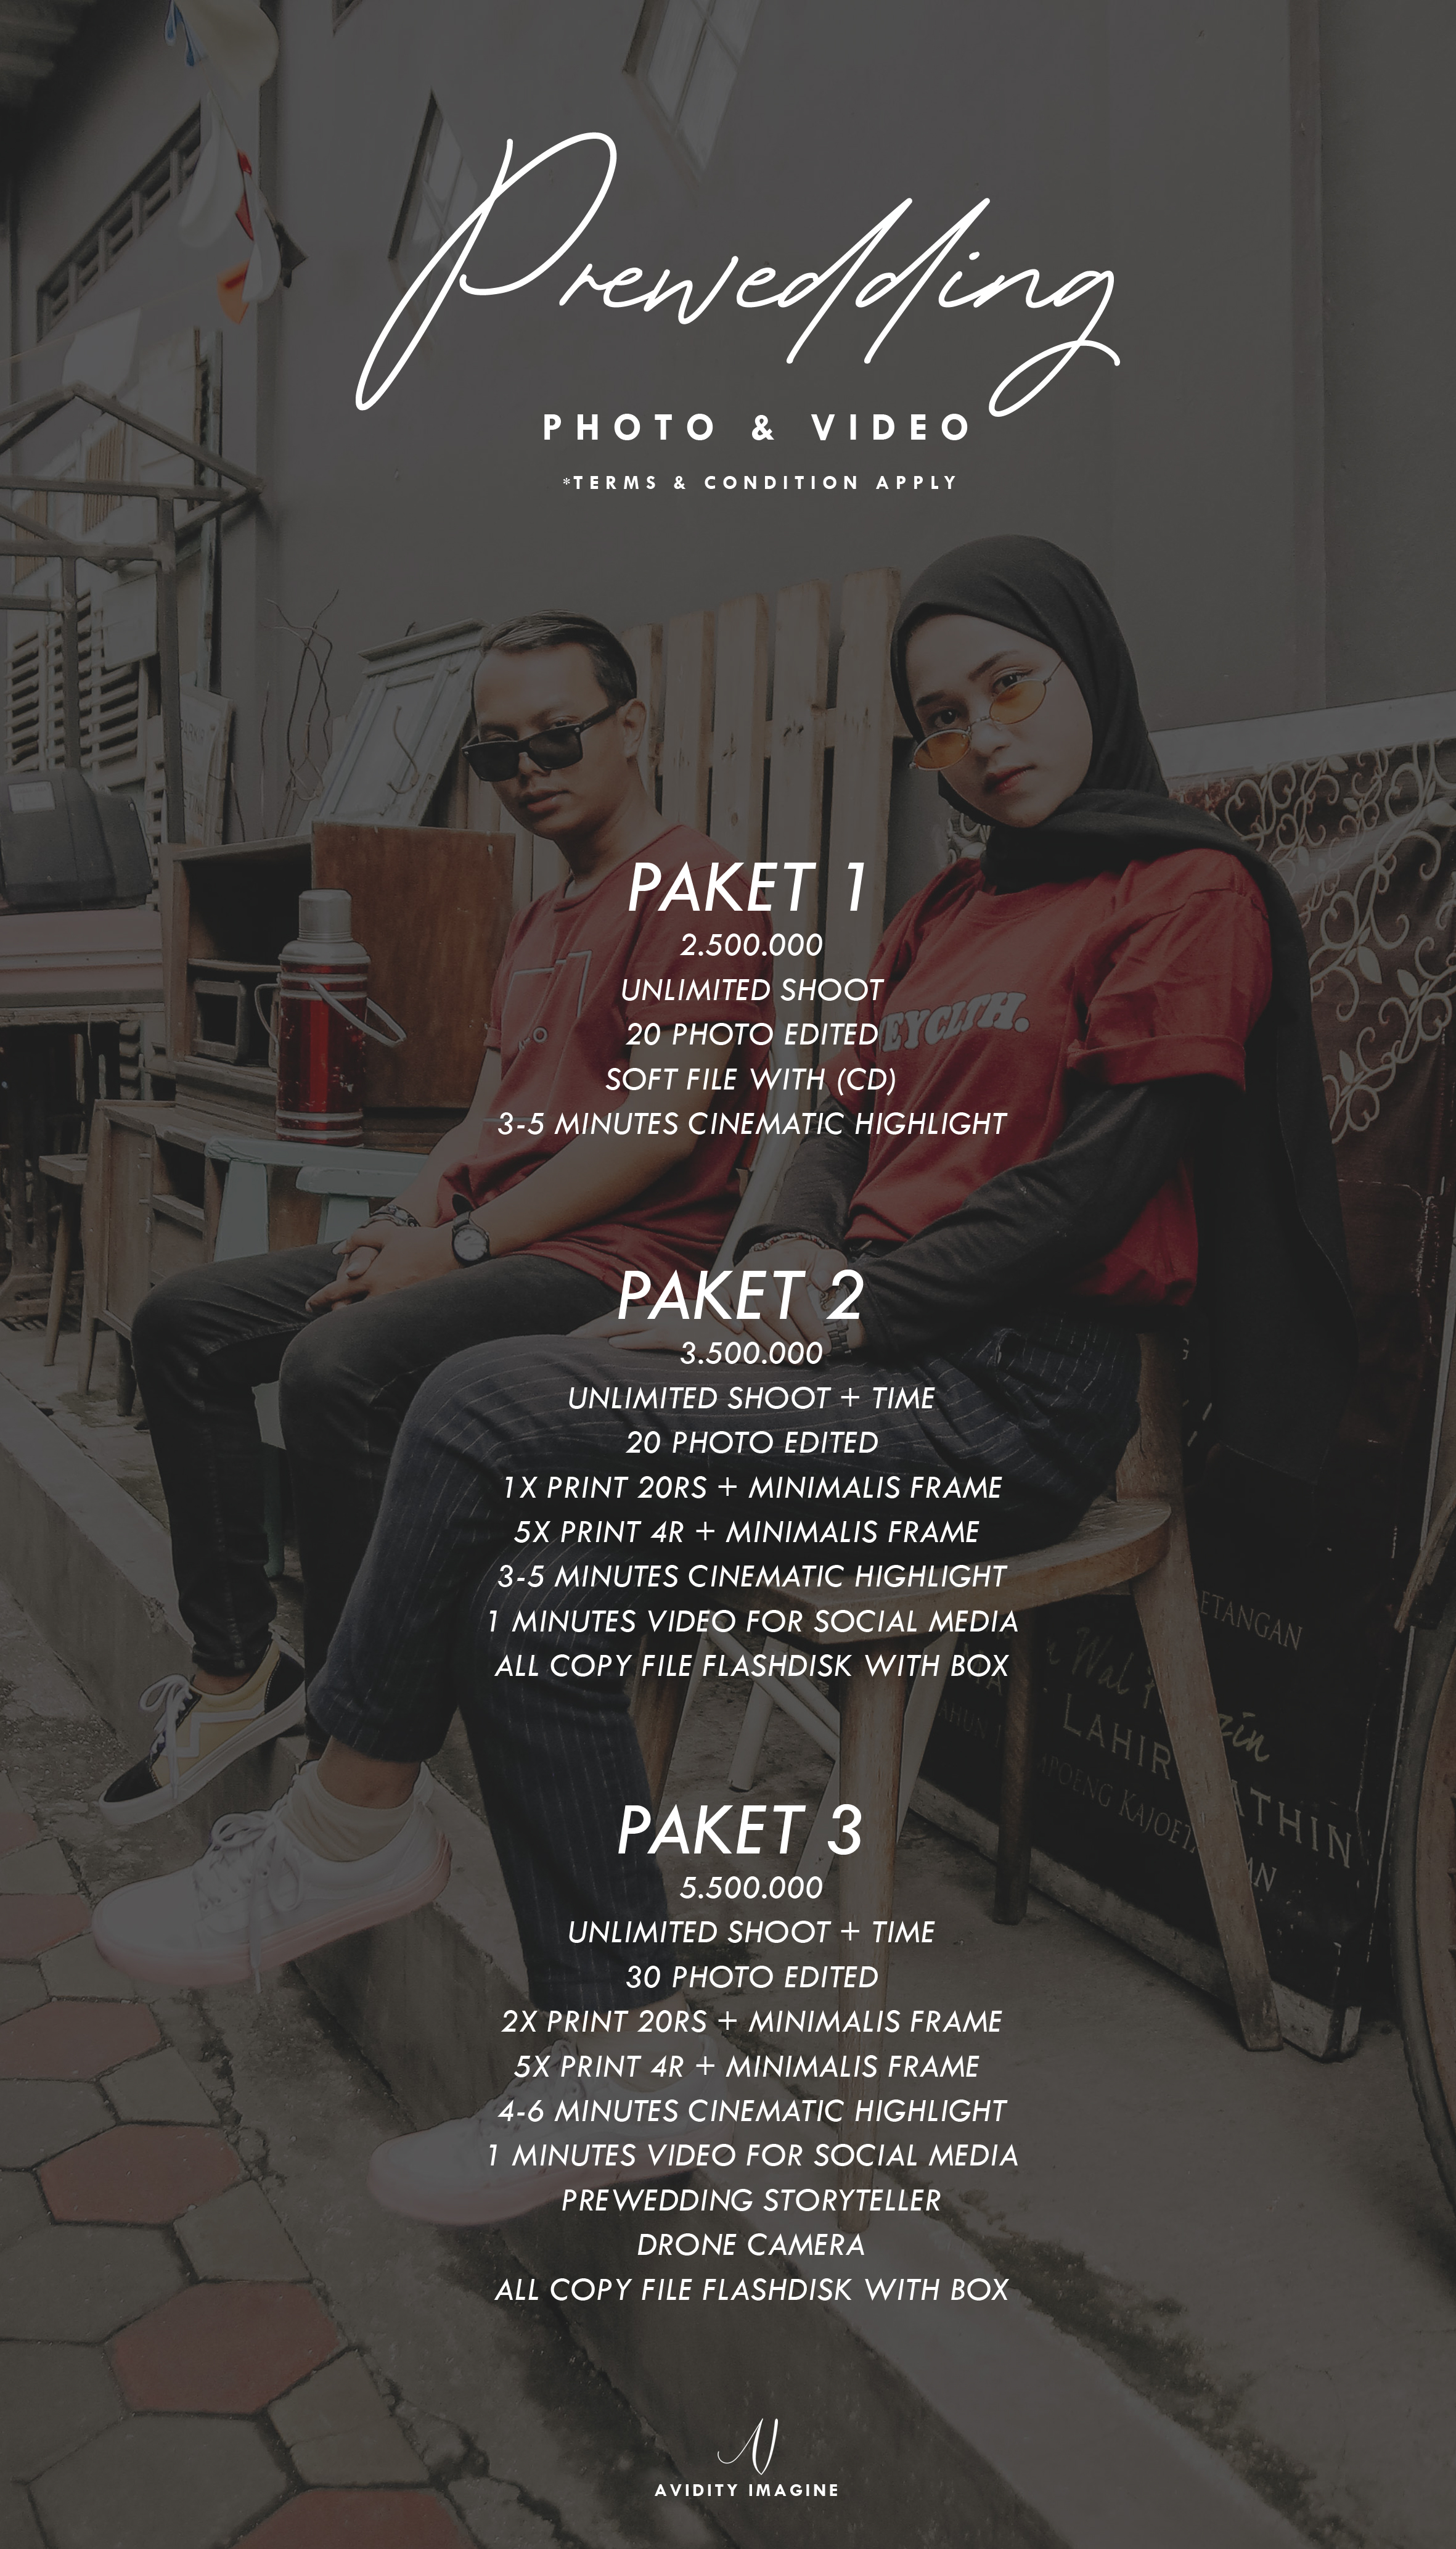 Prewedding
PHOTO & VIDEO
*TERMS & CONDITION APPLY
PAKET 1
2.500.000
UNLIMITED SHOOT
20 PHOTO EDITED
SOFT FILE WITH (CD)
3-5 MINUTES CINEMATIC HIGHLIGHT
EYCLTH.
PAKET 2
3.500.000
UNLIMITED SHOOT + TIME
20 PHOTO EDITED
1X PRINT 20RS + MINIMALIS FRAME
5X PRINT 4R + MINIMALIS FRAME
3-5 MINUTES CINEMATIC HIGHLIGHT
1 MINUTES VIDEO FOR SOCIAL MEDIA
ALL COPY FILE FLASHDISK WITH BOX
ETANGAN
Wal
LAHIR ATHIN
PAKET 3
5.500.000
UNLIMITED SHOOT + TIME
30 PHOTO EDITED
2X PRINT 20RS + MINIMALIS FRAME
5X PRINT 4R + MINIMALIS FRAME
4-6 MINUTES CINEMATIC HIGHLIGHT
1 MINUTES VIDEO FOR SOCIAL MEDIA
PREWEDDING STORYTELLER
DRONE CAMERA
ALL COPY FILE FLASHDISK WITH BOX
AVIDITY IMAGINE